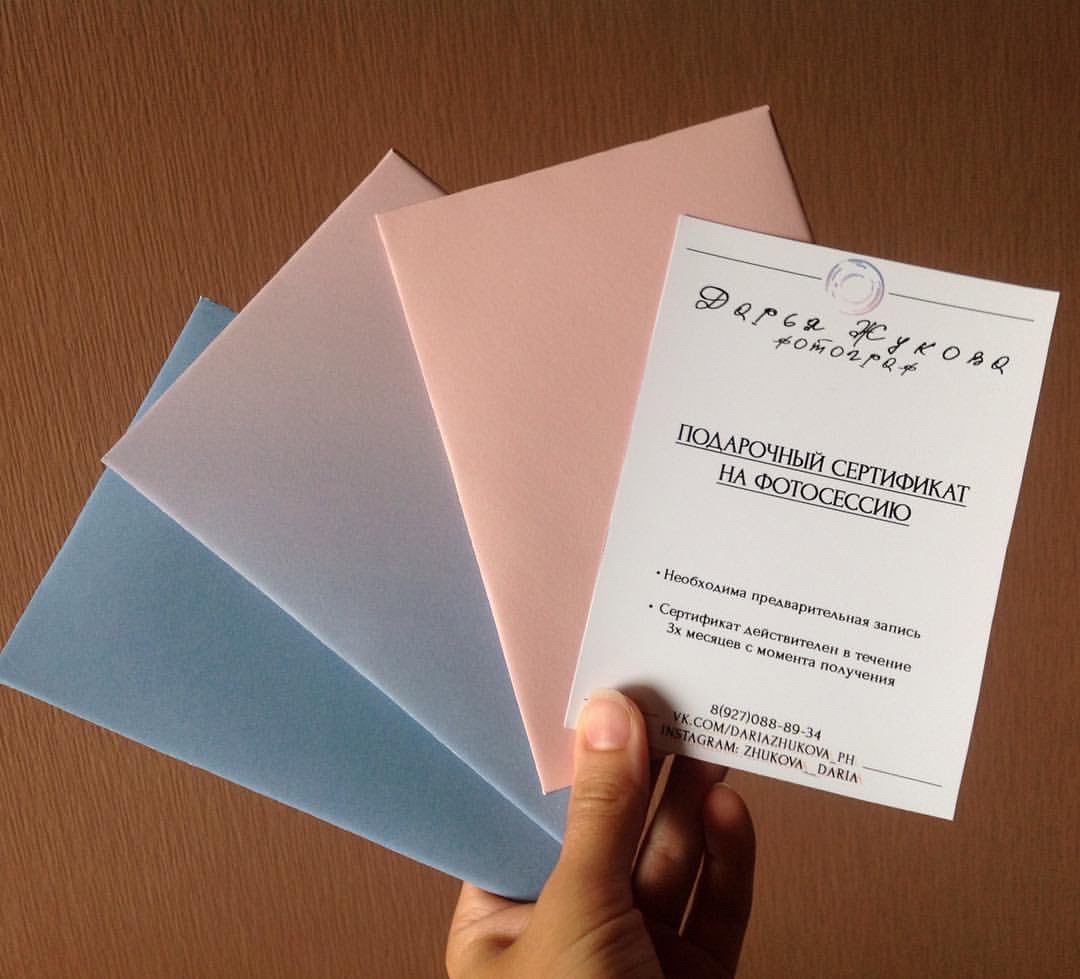 Дарья Жукова
фотограф
ПОДАРОЧНЫЙ СЕРТИФИКАТ
НА ФОТОСЕССИЮ
• Необходима предварительная запись
• Сертификат действителен в течение
3х месяцев с момента получения
8(927)088-89-34
VK.COM/DARIAZHUKOVA_PH
INSTAGRAM: ZHUKOVA__DARIA